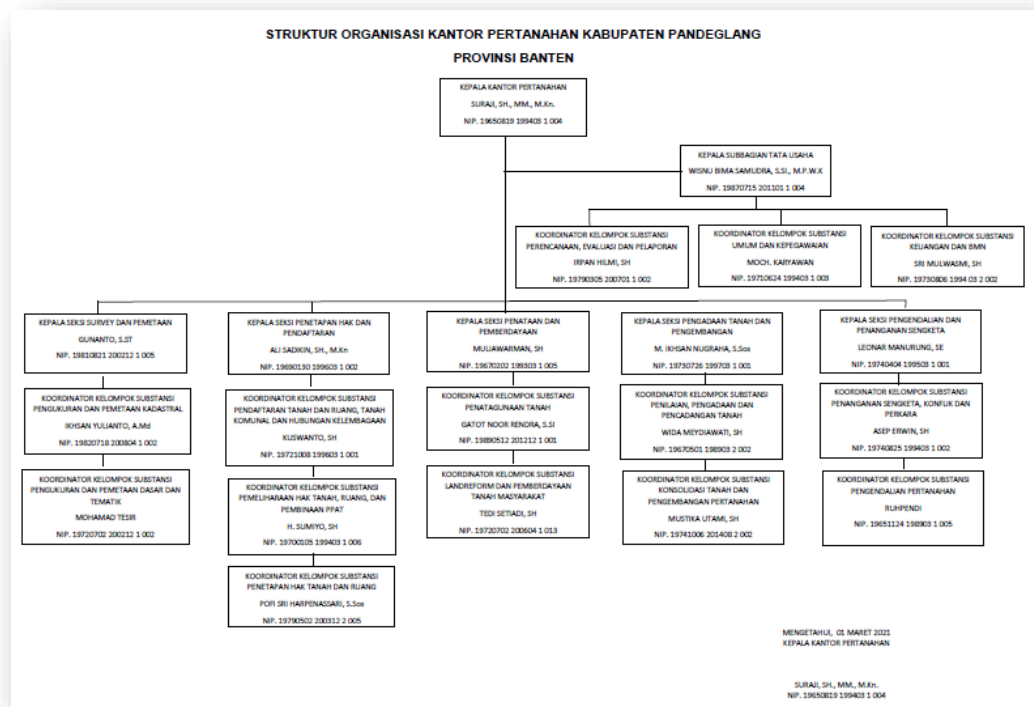 STRUKTUR ORGANISASI KANTOR PERTANAHAN KABUPATEN PANDEGLANG
PROVINSI BANTEN
KEPALA KANTOR PERTANAHAN
SURAJI, SH., MM., M.Kn.
NIP. 19650819 199403 1 004
KEPALA SUBBAGIAN TATA USAHA
WISNU BIMA SAMUDRA, S.SI., M.P.W.K
NIP. 19870715 201101 1 004
KOORDINATOR KELOMPOK SUBSTANSI
PERENCANAAN, EVALUASI DAN PELAPORAN
IRPAN HILMI, SH
NIP. 19790305 200701 1 002
KOORDINATOR KELOMPOK SUBSTANSI
UMUM DAN KEPEGAWAIAN
MOCH. KARYAWAN
NIP. 19710624 199403 1 003
KOORDINATOR KELOMPOK SUBSTANSI
KEUANGAN DAN BMN
SRI MULWASMI, SH
NIP. 19730806 1994 03 2 002
KEPALA SEKSI SURVEY DAN PEMETAAN
GUNANTO, S.ST
NIP. 19810821 200212 1 005
KEPALA SEKSI PENETAPAN HAK DAN
PENDAFTARAN
ALI SADIKIN, SH., M.Kn
NIP. 19690130 199603 1 002
KEPALA SEKSI PENATAAN DAN
PEMBERDAYAAN
MULIAWARMAN, SH
NIP. 19670202 199303 1 005
KEPALA SEKSI PENGADAAN TANAH DAN
PENGEMBANGAN
M. IKHSAN NUGRAHA, S.Sos
NIP. 19730726 199703 1 001
KEPALA SEKSI PENGENDALIAN DAN
PENANGANAN SENGKETA
LEONAR MANURUNG, SE
NIP. 19740404 199503 1 001
KOORDINATOR KELOMPOK SUBSTANSI
PENGUKURAN DAN PEMETAAN KADASTRAL
IKHSAN YULIANTO, A.Md
NIP. 19820718 200804 1 002
KOORDINATOR KELOMPOK SUBSTANSI
PENDAFTARAN TANAH DAN RUANG, TANAH
KOMUNAL DAN HUBUNGAN KELEMBAGAAN
KUSWANTO, SH
NIP. 19721008 199603 1 001
KOORDINATOR KELOMPOK SUBSTANSI
PENATAGUNAAN TANAH
GATOT NOOR RENDRA, S.SI
NIP. 19890512 201212 1 001
KOORDINATOR KELOMPOK SUBSTANSI
PENILAIAN, PENGADAAN DAN
PENCADANGAN TANAH
WIDA MEYDIAWATI, SH
NIP. 19670501 198903 2 002
KOORDINATOR KELOMPOK SUBSTANSI
PENANGANAN SENGKETA, KONFLIK DAN
PERKARA
ASEP ERWIN, SH
NIP. 19740825 199403 1 002
KOORDINATOR KELOMPOK SUBSTANSI
PENGUKURAN DAN PEMETAAN DASAR DAN
TEMATIK
MOHAMAD TESIR
NIP. 19720702 200212 1 002
KOORDINATOR KELOMPOK SUBSTANSI
PEMELIHARAAN HAK TANAH, RUANG, DAN
PEMBINAAN PPAT
H. SUMIYO, SH
NIP. 19700105 199403 1 006
KOORDINATOR KELOMPOK SUBSTANSI
LANDREFORM DAN PEMBERDAYAAN
TANAH MASYARAKAT
TEDI SETIADI, SH
NIP. 19720702 200604 1 013
KOORDINATOR KELOMPOK SUBSTANSI
KONSOLIDASI TANAH DAN
PENGEMBANGAN PERTANAHAN
MUSTIKA UTAMI, SH
NIP. 19741006 201408 2 002
KOORDINATOR KELOMPOK SUBSTANSI
PENGENDALIAN PERTANAHAN
RUHPENDI
NIP. 19651124 198903 1 005
KOORDINATOR KELOMPOK SUBSTANSI
PENETAPAN HAK TANAH DAN RUANG
POFI SRI HARPENASSARI, S.Sos
NIP. 19790502 200312 2 005
MENGETAHUI, 01 MARET 2021
KEPALA KANTOR PERTANAHAN
SURAJI, SH., MM., M.Kn.
NIP. 19650819 199403 1 004